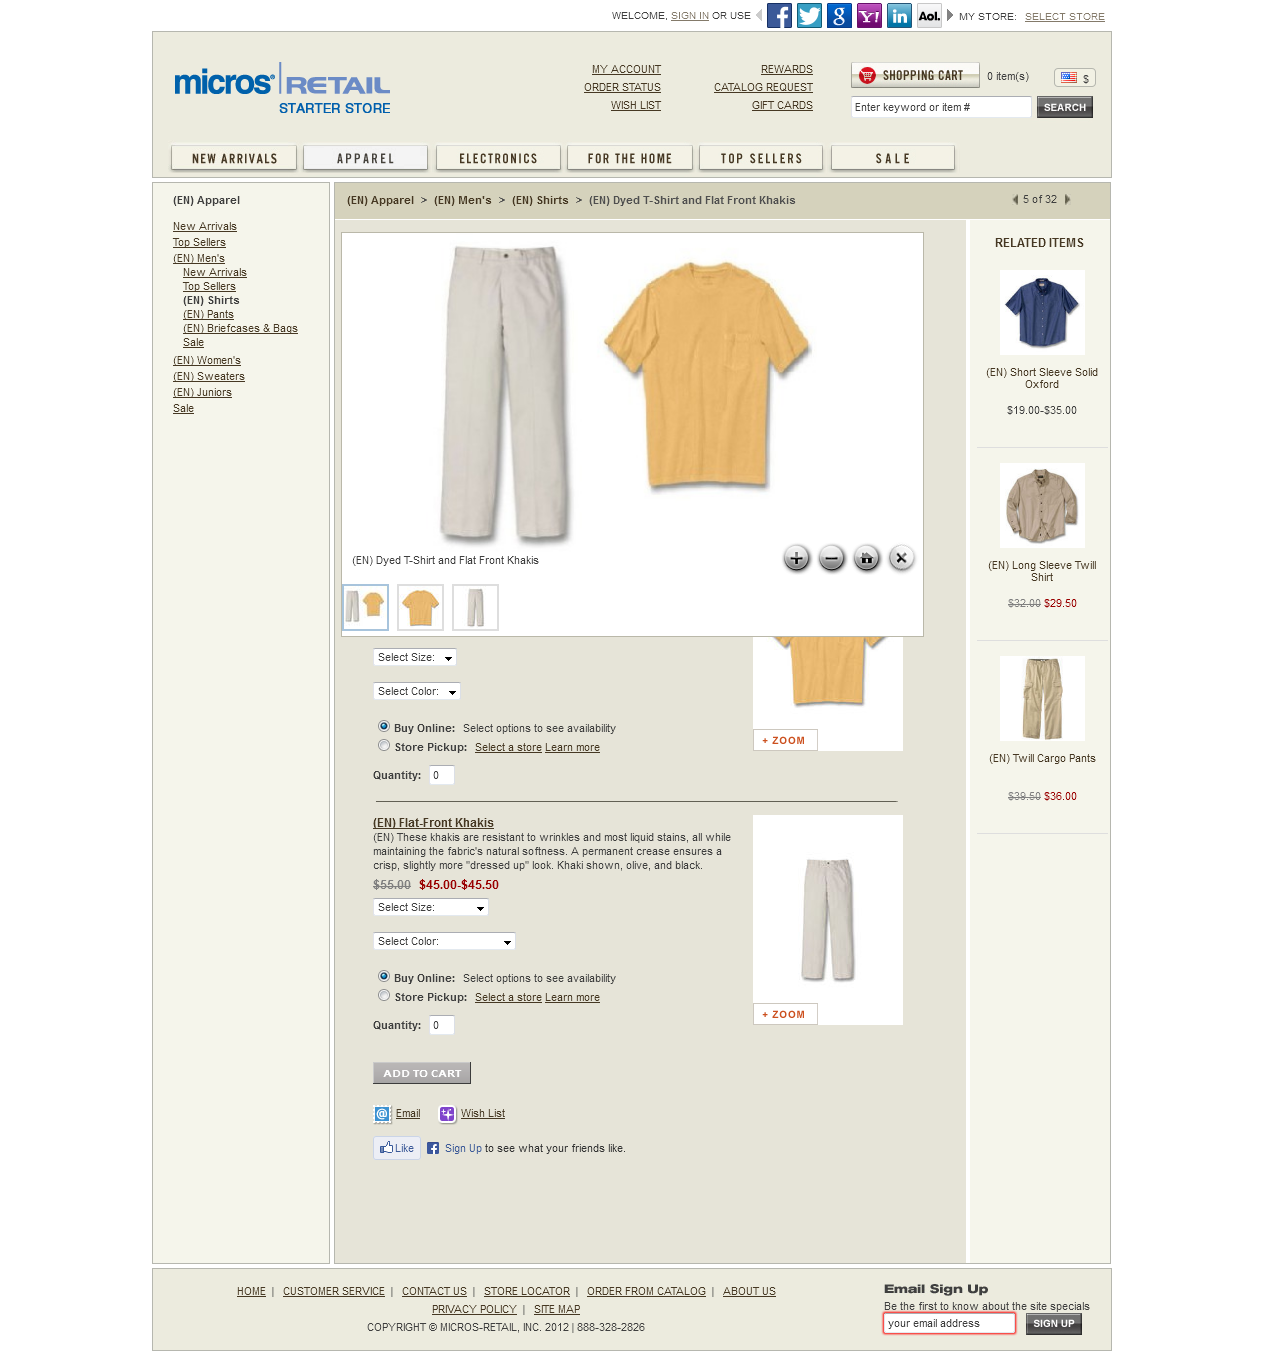 WELCOME, SIGN IN OR USE
Aol.
MY STORE: SELECT STORE
micros RETAIL
STARTER STORE
MY ACCOUNT
ORDER STATUS
WISH LIST
REWARDS
CATALOG REQUEST
GIFT CARDS
SHOPPING CART
0 item(s)
$
Enter keyword or item #
SEARCH
NEW ARRIVALS
APPAREL
ELECTRONICS
FOR THE HOME
TOP SELLERS
SALE
(EN) Apparel
New Arrivals
Top Sellers
(EN) Men's
New Arrivals
Top Sellers
(EN) Shirts
(EN) Pants
(EN) Briefcases & Bags
Sale
(EN) Women's
(EN) Sweaters
(EN) Juniors
Sale
(EN) Apparel > (EN) Men's > (EN) Shirts > (EN) Dyed T-Shirt and Flat Front Khakis
5 of 32
(EN) Dyed T-Shirt and Flat Front Khakis
Select Size:
Select Color:
Buy Online: Select options to see availability
Store Pickup: Select a store Learn more
Quantity: 0
+ ZOOM
(EN) Flat-Front Khakis
(EN) These khakis are resistant to wrinkles and most liquid stains, all while
maintaining the fabric's natural softness. A permanent crease ensures a
crisp, slightly more "dressed up" look. Khaki shown, olive, and black.
$55.00 $45.00-$45.50
Select Size:
Select Color:
Buy Online: Select options to see availability
Store Pickup: Select a store Learn more
Quantity: 0
+ ZOOM
ADD TO CART
Email
Wish List
Like
Sign Up to see what your friends like.
RELATED ITEMS
(EN) Short Sleeve Solid
Oxford
$19.00-$35.00
(EN) Long Sleeve Twill
Shirt
$32.00 $29.50
(EN) Twill Cargo Pants
$39.50 $36.00
HOME | CUSTOMER SERVICE | CONTACT US | STORE LOCATOR | ORDER FROM CATALOG | ABOUT US
PRIVACY POLICY | SITE MAP
COPYRIGHT © MICROS-RETAIL, INC. 2012 | 888-328-2826
Email Sign Up
Be the first to know about the site specials
your email address
SIGN UP